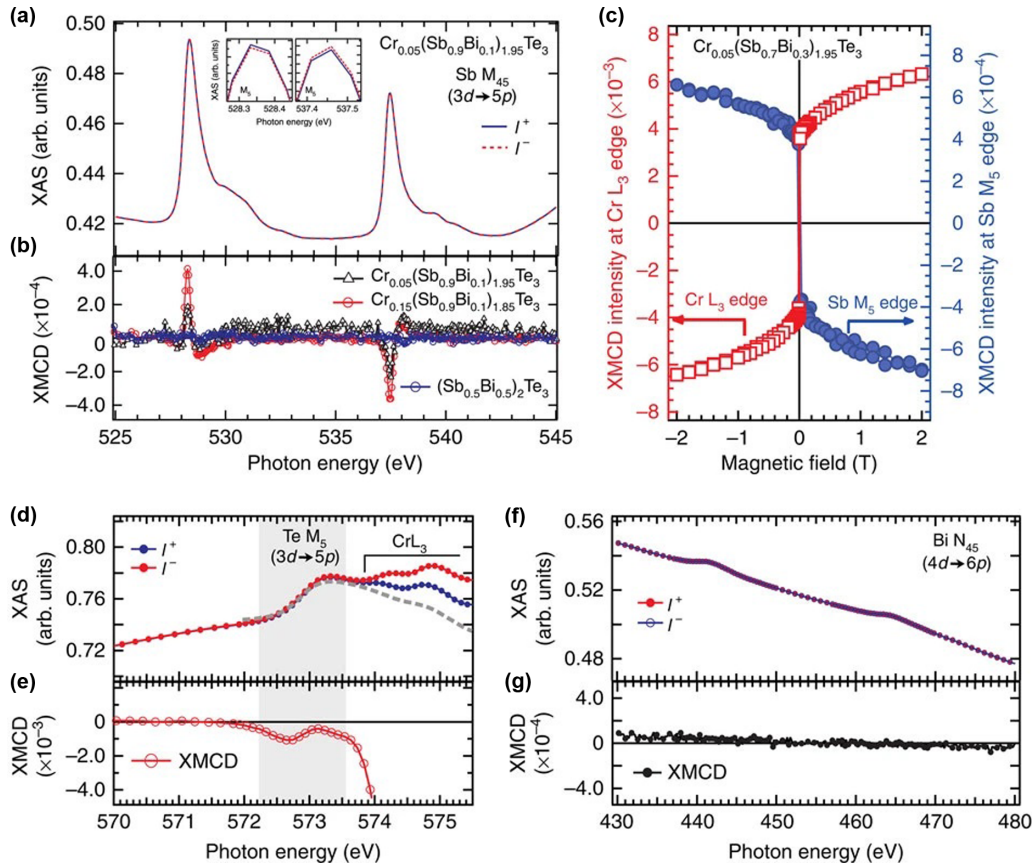 (a)
XAS (arb. units)
0.50
0.48
0.46
0.44
0.42
XAS (arb. units)
M5
528.3 528.4
M5
537.4 537.5
Photon energy (eV)
Cr0.05(Sb0.9Bi0.1)1.95Te3
Sb M45
(3d→5p)
I+
I−
(b)
XMCD (×10−4)
4.0
2.0
0
−2.0
−4.0
Cr0.05(Sb0.9Bi0.1)1.95Te3
Cr0.15(Sb0.9Bi0.1)1.85Te3
(Sb0.5Bi0.5)2Te3
525 530 535 540 545
Photon energy (eV)
(c)
XMCD intensity at Cr L3 edge (×10−3)
8
6
4
2
0
−2
−4
−6
−8
Cr0.05(Sb0.7Bi0.3)1.95Te3
Cr L3 edge
Sb M5 edge
8
6
4
2
0
−2
−4
−6
−8
XMCD intensity at Sb M5 edge (×10−4)
−2 −1 0 1 2
Magnetic field (T)
(d)
XAS
(arb. units)
0.80
0.76
0.72
I+
I−
Te M5
(3d→5p)
CrL3
(e)
XMCD
(×10−3)
0
−2.0
−4.0
XMCD
570 571 572 573 574 575
Photon energy (eV)
(f)
XAS
(arb. units)
0.56
0.52
0.48
Bi N45
(4d→6p)
I+
I−
(g)
XMCD
(×10−4)
4.0
0
−4.0
XMCD
430 440 450 460 470 480
Photon energy (eV)